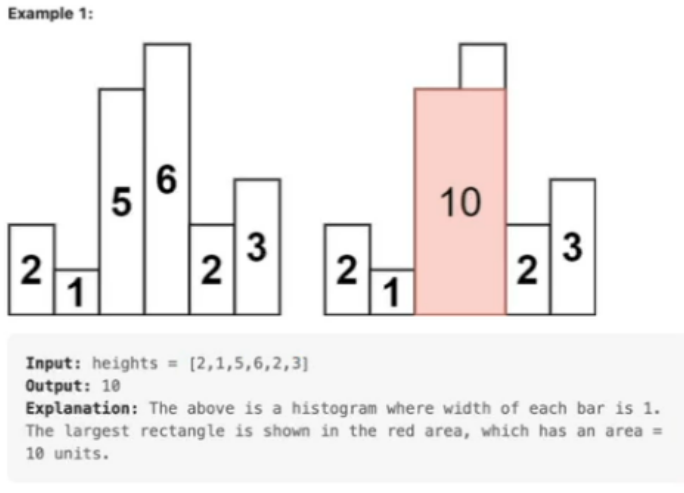 Example 1:
2
1
5
6
2
3
2
1
10
2
3
Input: heights = [2,1,5,6,2,3]
Output: 10
Explanation: The above is a histogram where width of each bar is 1.
The largest rectangle is shown in the red area, which has an area =
10 units.